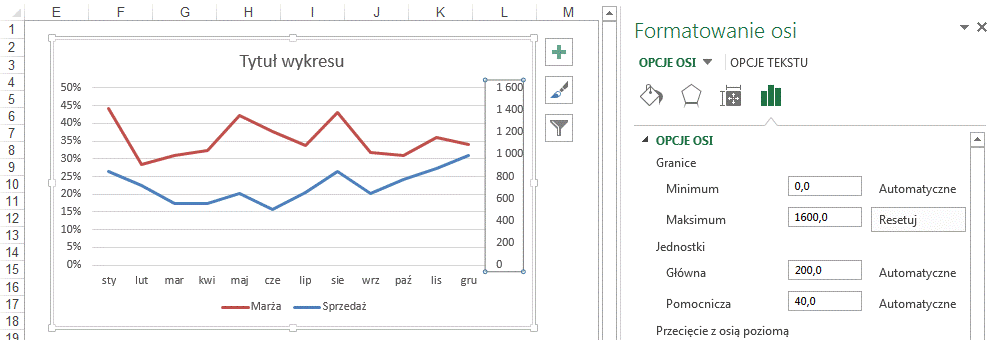 E F G H I J K L M
1
2
3
4
5
6
7
8
9
10
11
12
13
14
15
16
17
18
19
Tytuł wykresu
50%
45%
40%
35%
30%
25%
20%
15%
10%
5%
0%
1 600
1 400
1 200
1 000
800
600
400
200
0
sty lut mar kwi maj cze lip sie wrz paź lis gru
Marża Sprzedaż
Formatowanie osi
OPCJE OSI OPCJE TEKSTU
OPCJE OSI
Granice
Minimum 0,0 Automatyczne
Maksimum 1600,0 Resetuj
Jednostki
Główna 200,0 Automatyczne
Pomocnicza 40,0 Automatyczne
Przecięcie z osią poziomą